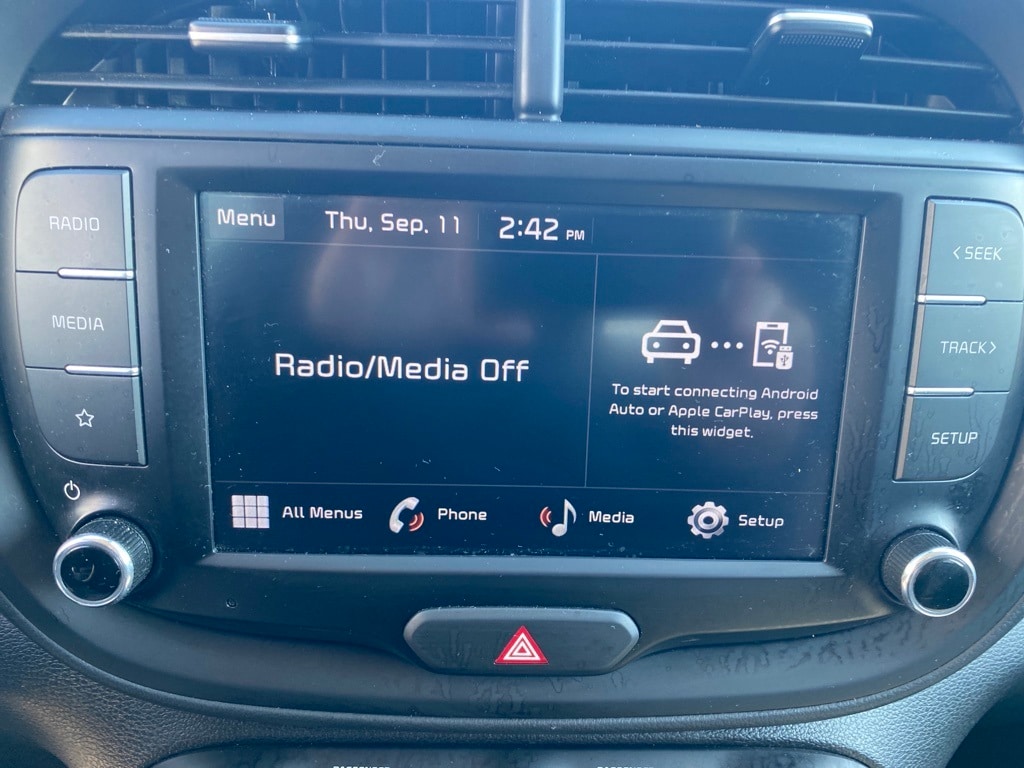 RADIO
MEDIA
Menu
Thu, Sep. 11
2:42 PM
Radio/Media Off
To start connecting Android
Auto or Apple CarPlay, press
this widget.
All Menus
Phone
Media
Setup
< SEEK
TRACK >
SETUP